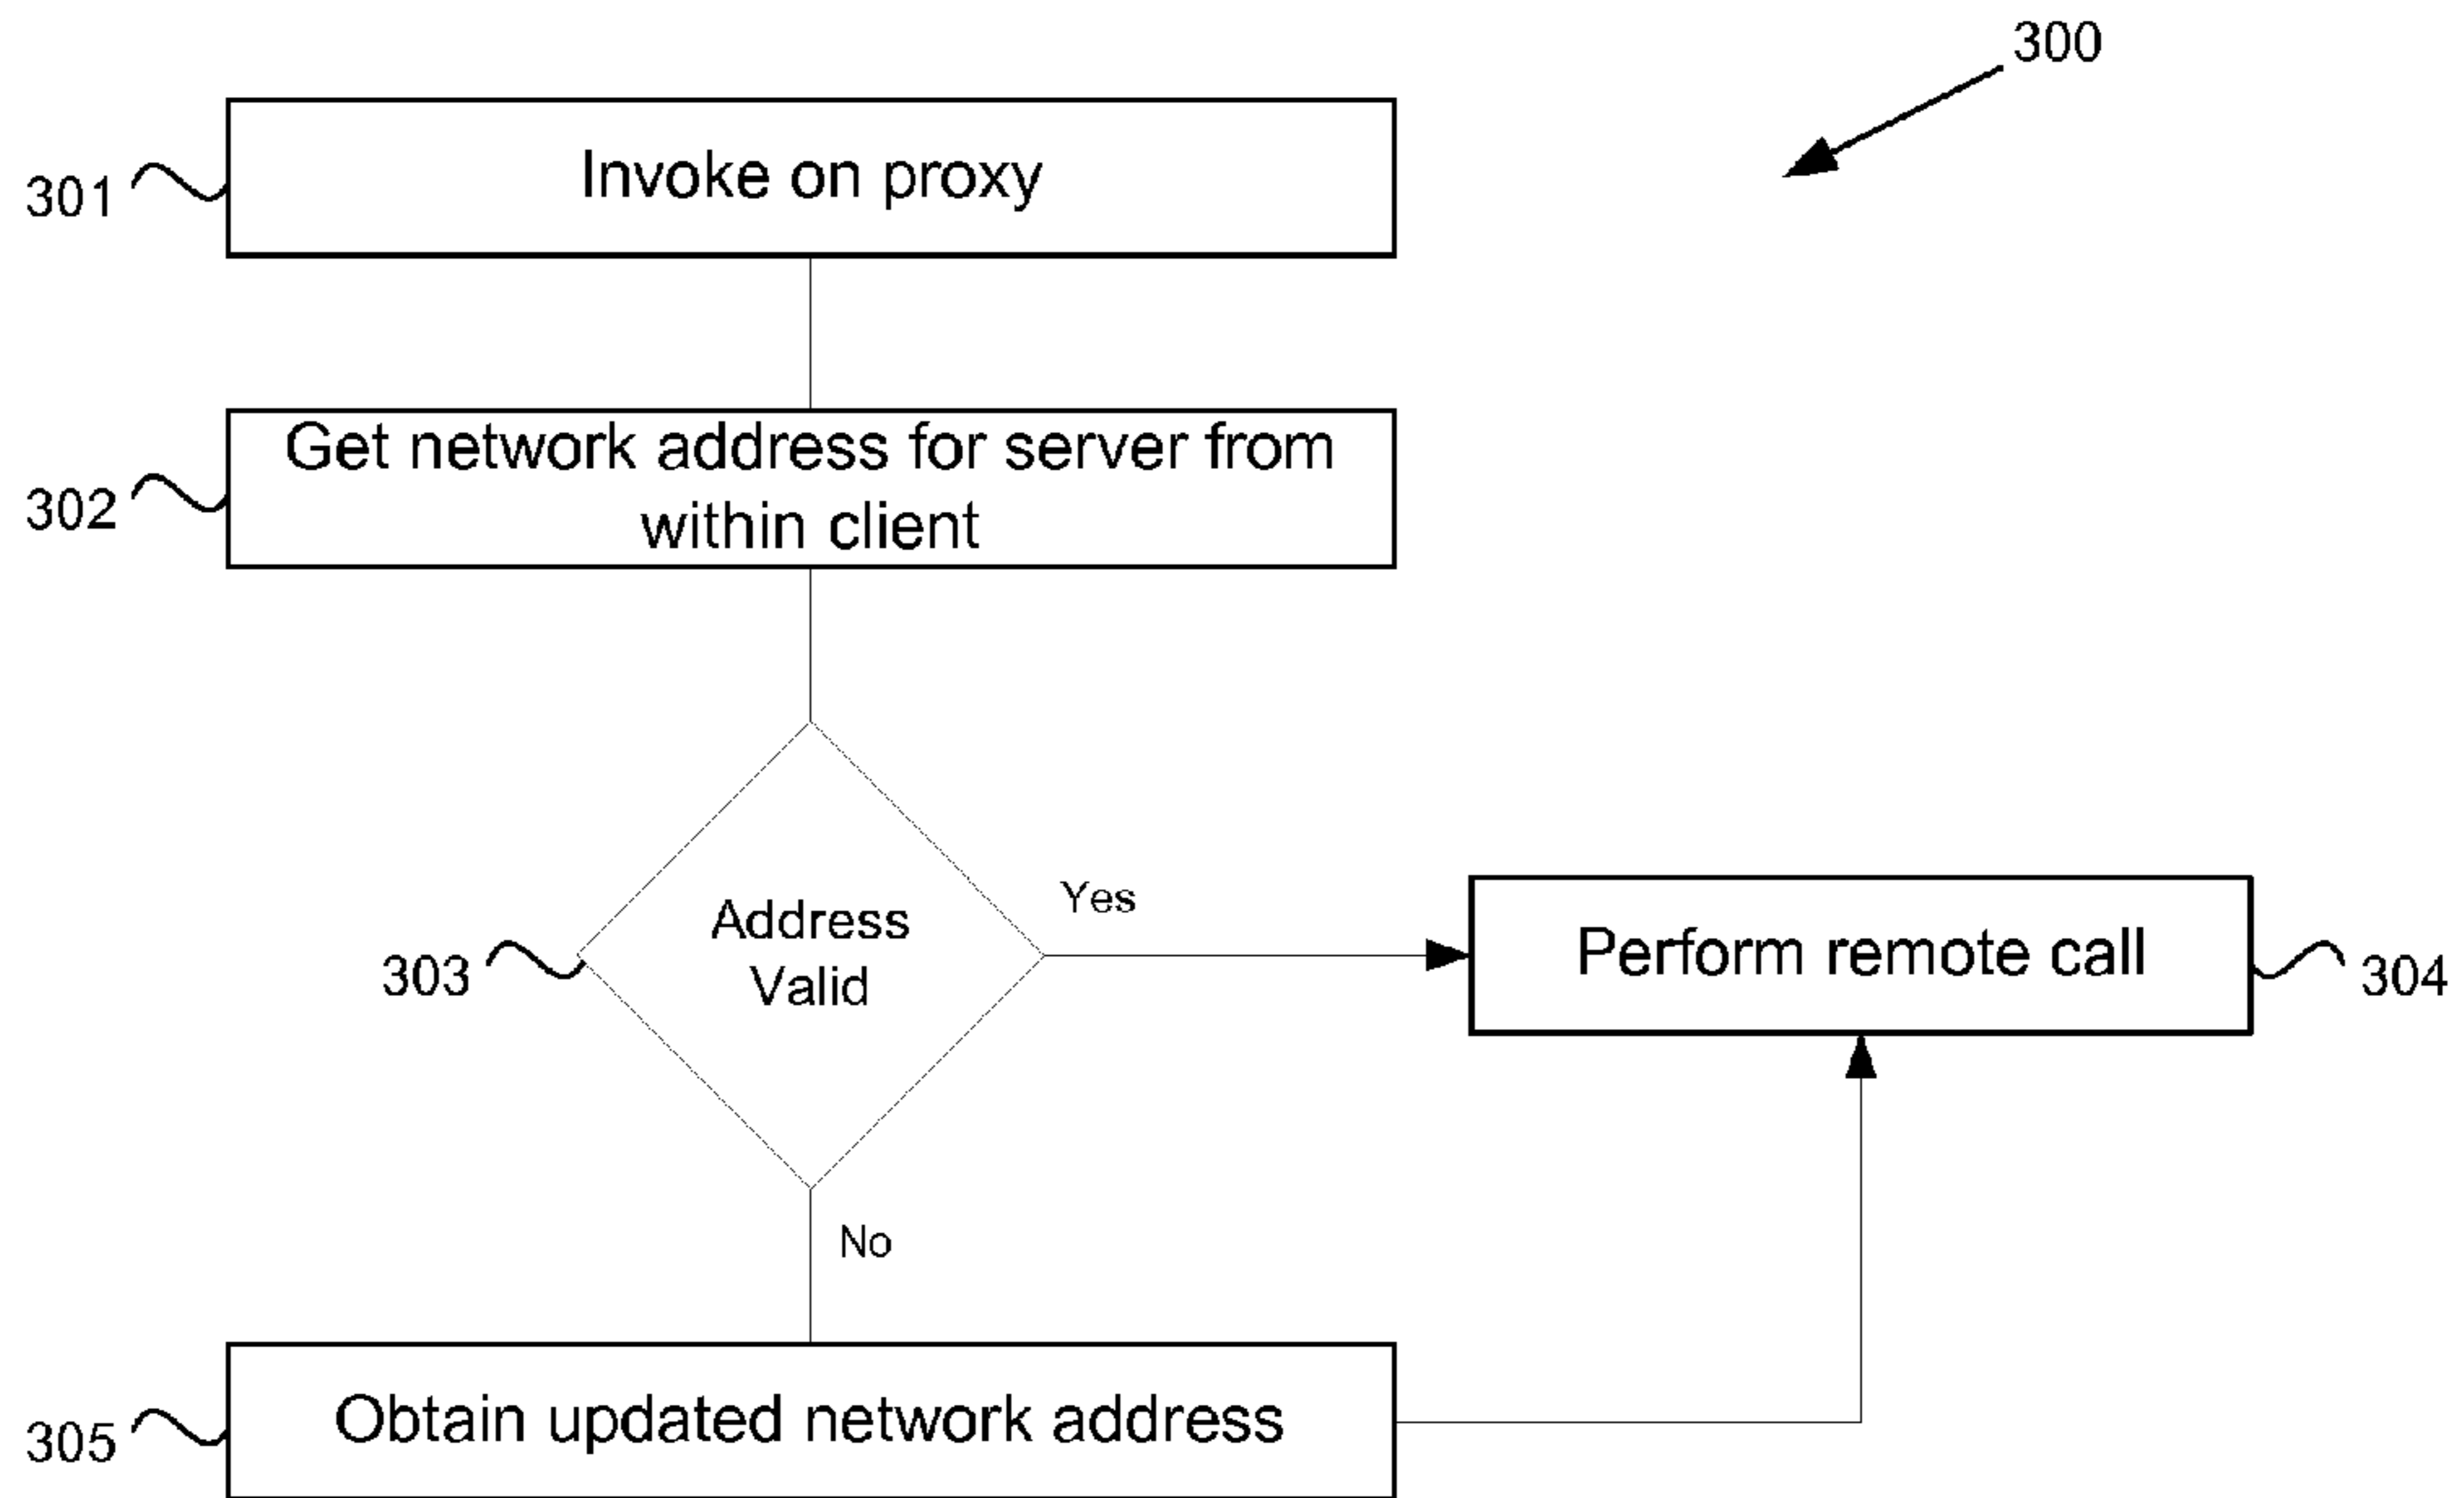 300
Invoke on proxy
301
Get network address for server from
within client
302
Address
Valid
Yes
303
Perform remote call
304
No
Obtain updated network address
305